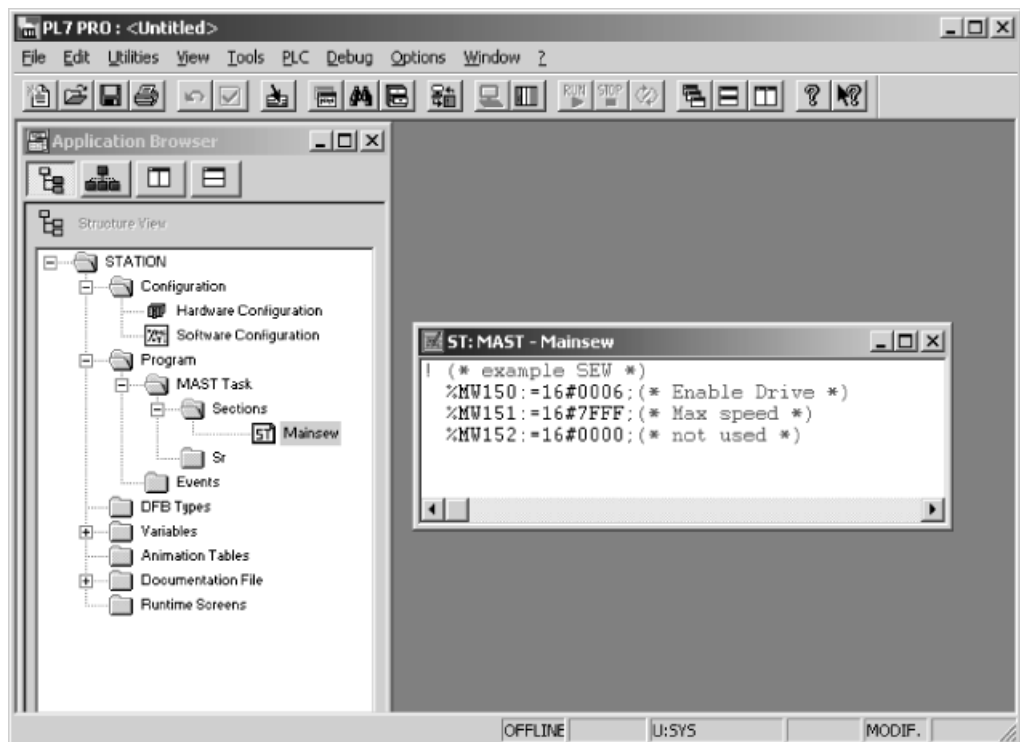 PL7 PRO : <Untitled>
File Edit Utilities View Tools PLC Debug Options Window ?
RUN STOP
Application Browser
Structure View
STATION
Configuration
Hardware Configuration
Software Configuration
Program
MAST Task
Sections
ST Mainsew
Sr
Events
DFB Types
Variables
Animation Tables
Documentation File
Runtime Screens
ST: MAST - Mainsew
! (* example SEW *)
%MW150:=16#0006;(* Enable Drive *)
%MW151:=16#7FFF;(* Max speed *)
%MW152:=16#0000;(* not used *)
OFFLINE U:SYS MODIF.